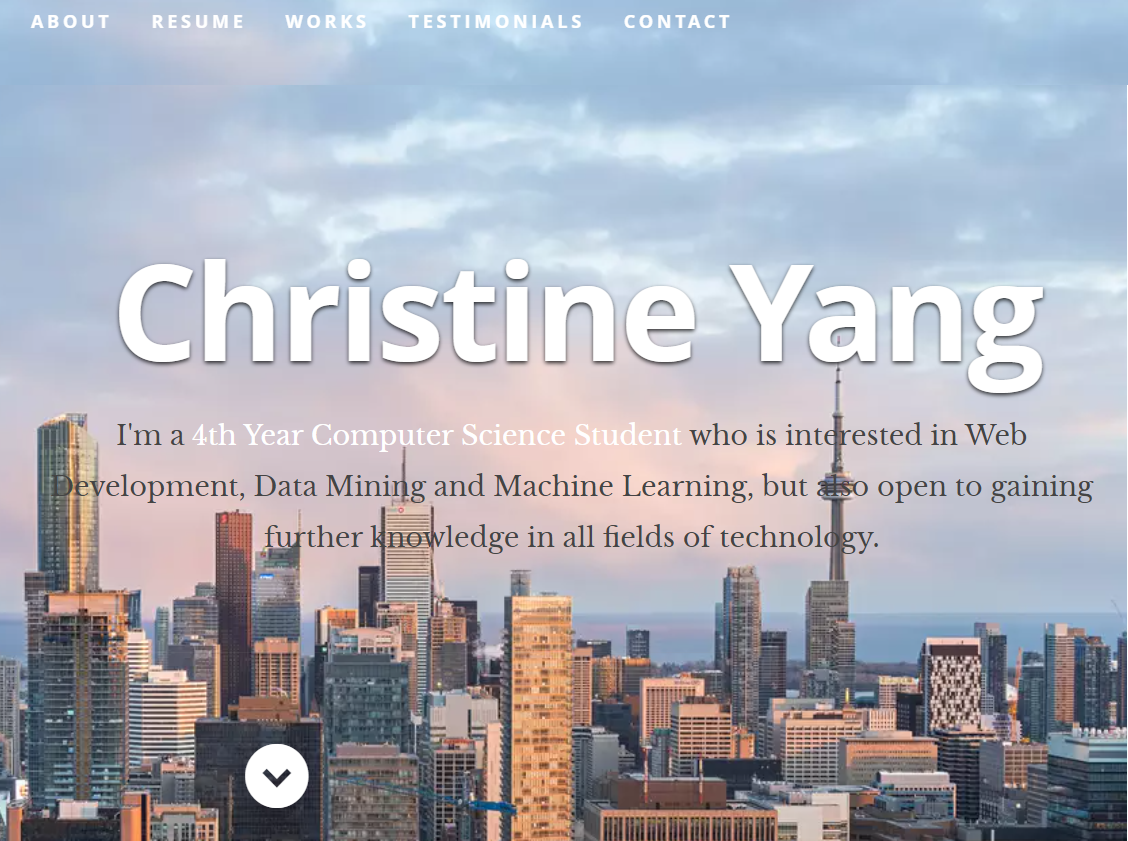 ABOUT RESUME WORKS TESTIMONIALS CONTACT
Christine Yang
I'm a 4th Year Computer Science Student who is interested in Web
Development, Data Mining and Machine Learning, but also open to gaining
further knowledge in all fields of technology.